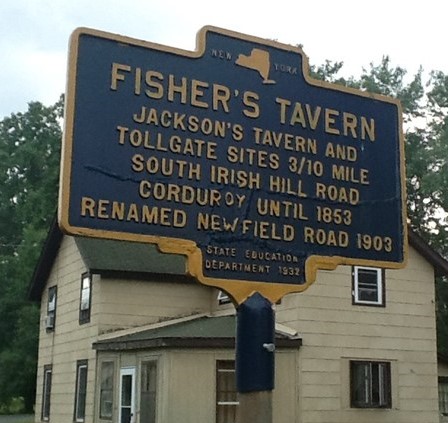 NEW YORK
FISHER'S TAVERN
JACKSON'S TAVERN AND
TOLLGATE SITES 3/10 MILE
SOUTH IRISH HILL ROAD
CORDUROY UNTIL 1853
RENAMED NEWFIELD ROAD 1903
STATE EDUCATION
DEPARTMENT 1932